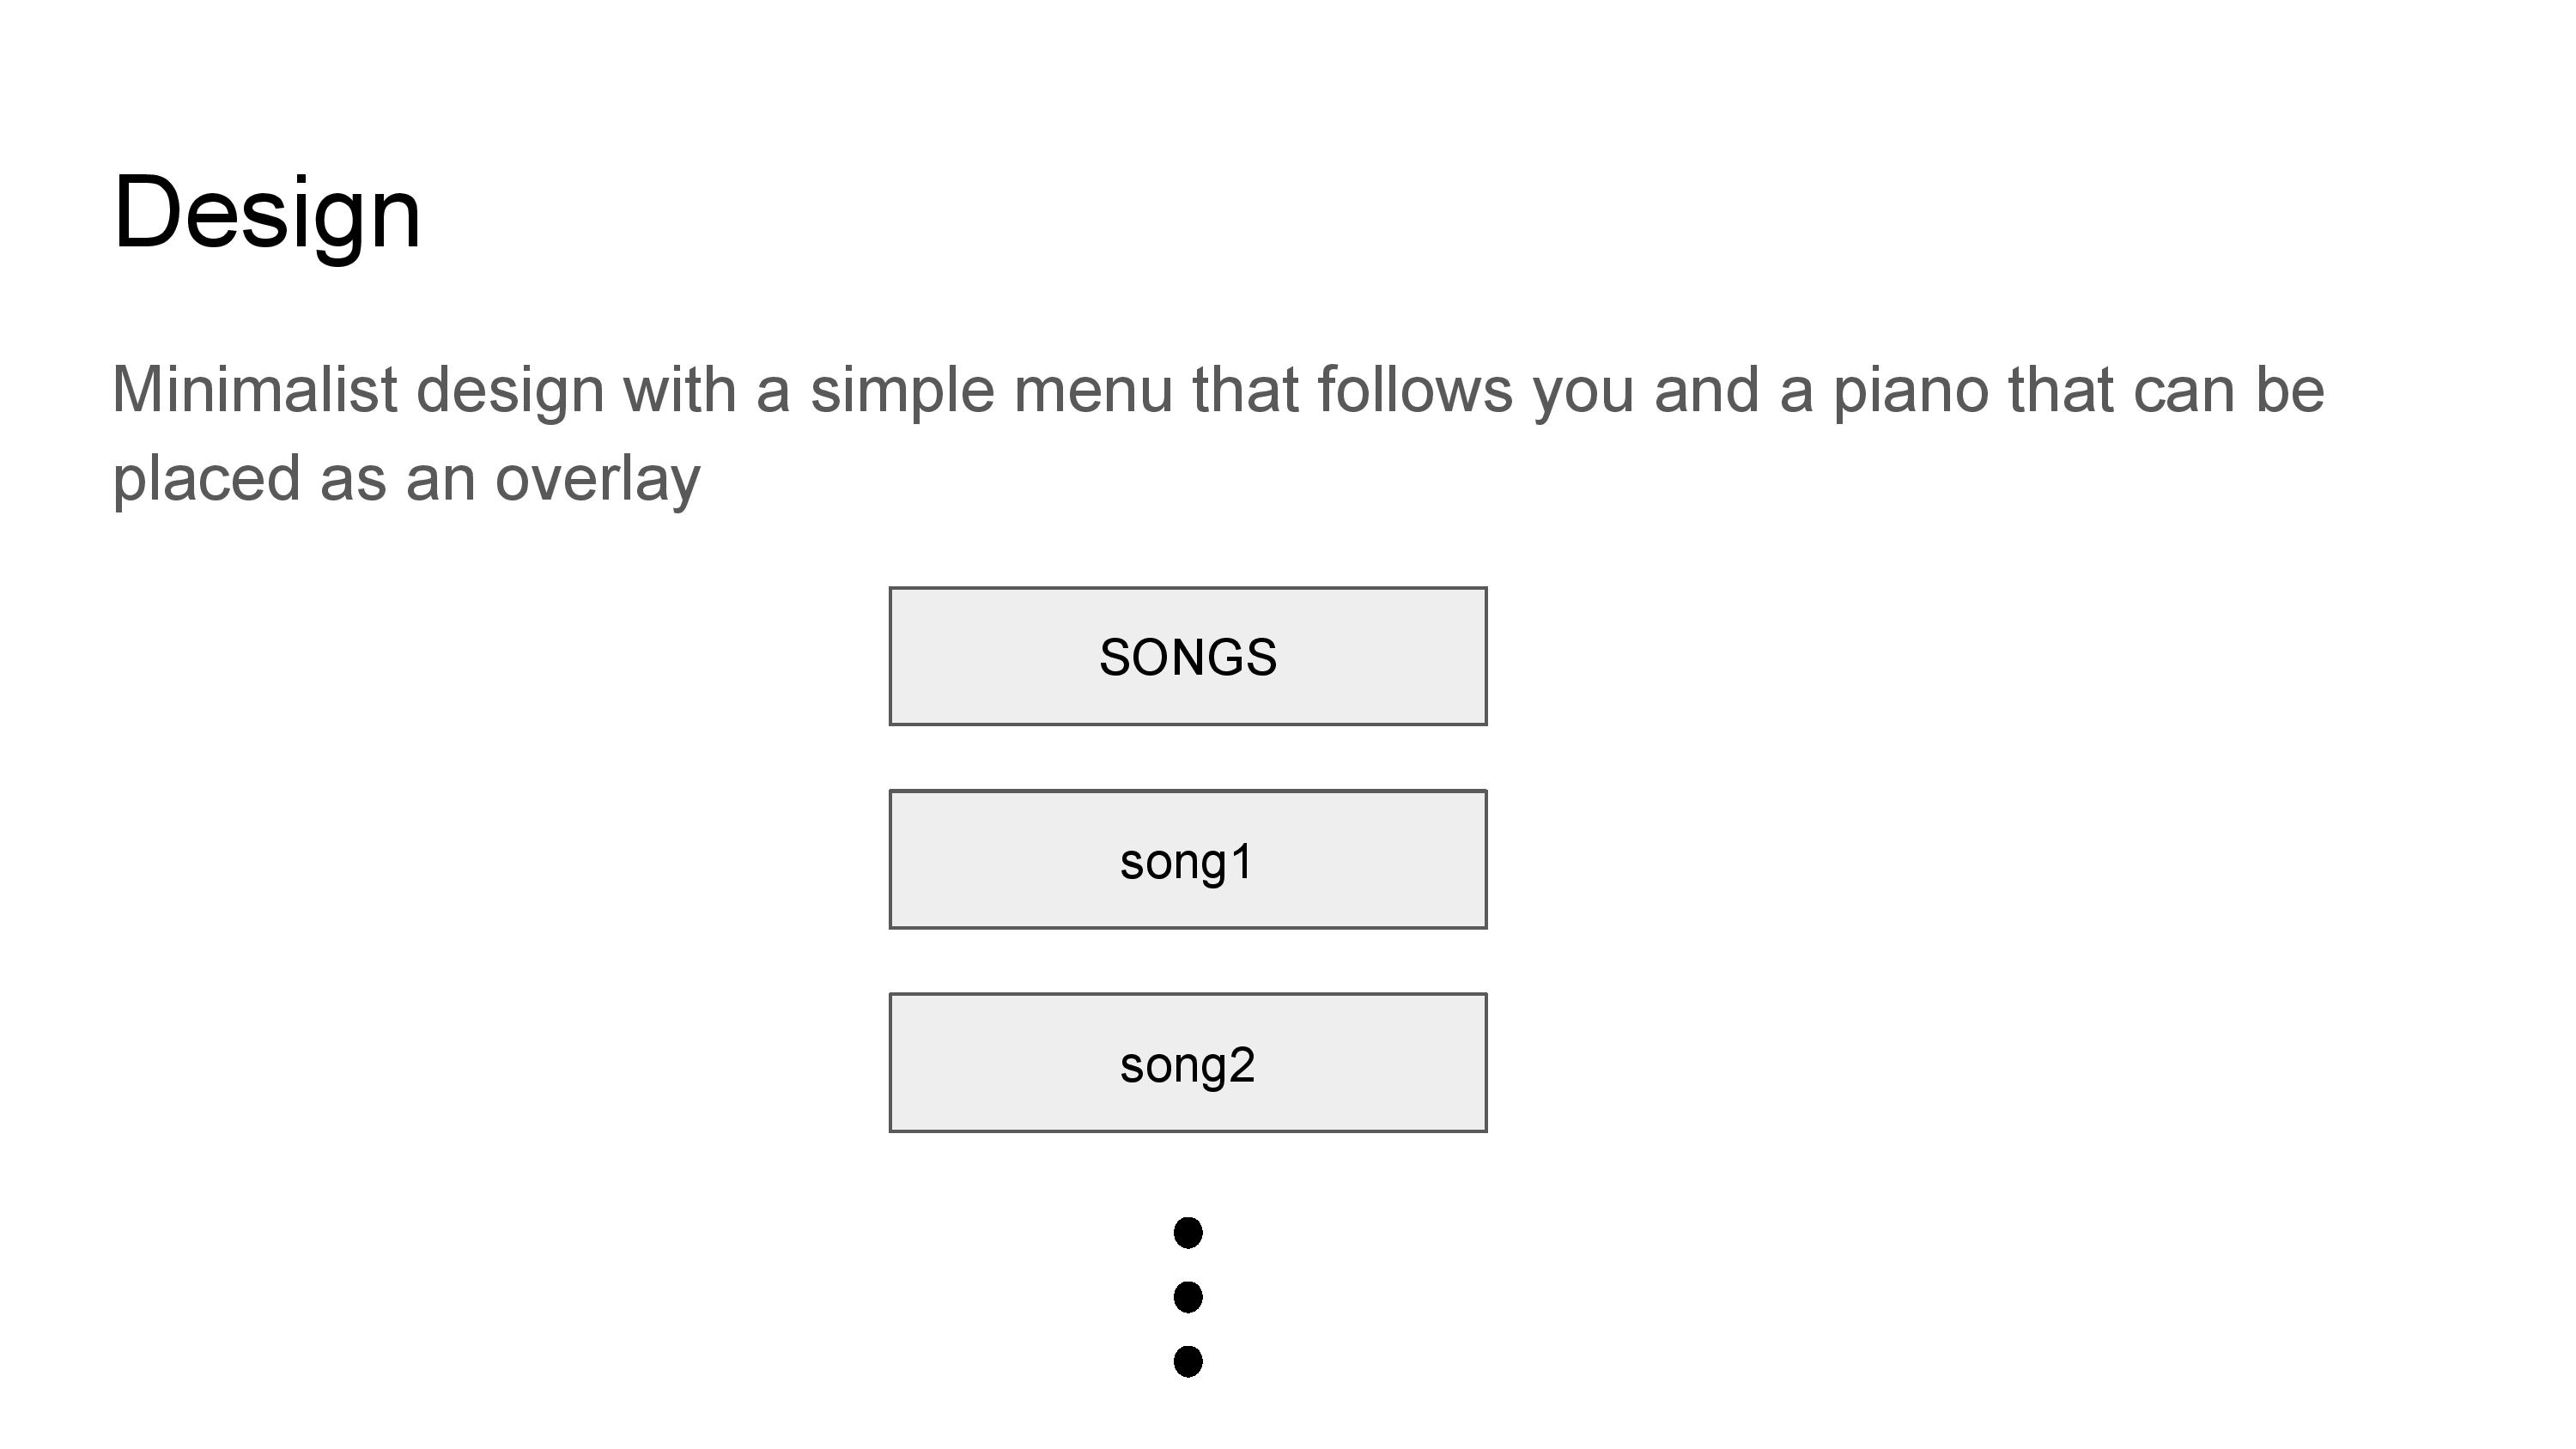 Design
Minimalist design with a simple menu that follows you and a piano that can be
placed as an overlay
SONGS
song1
song2